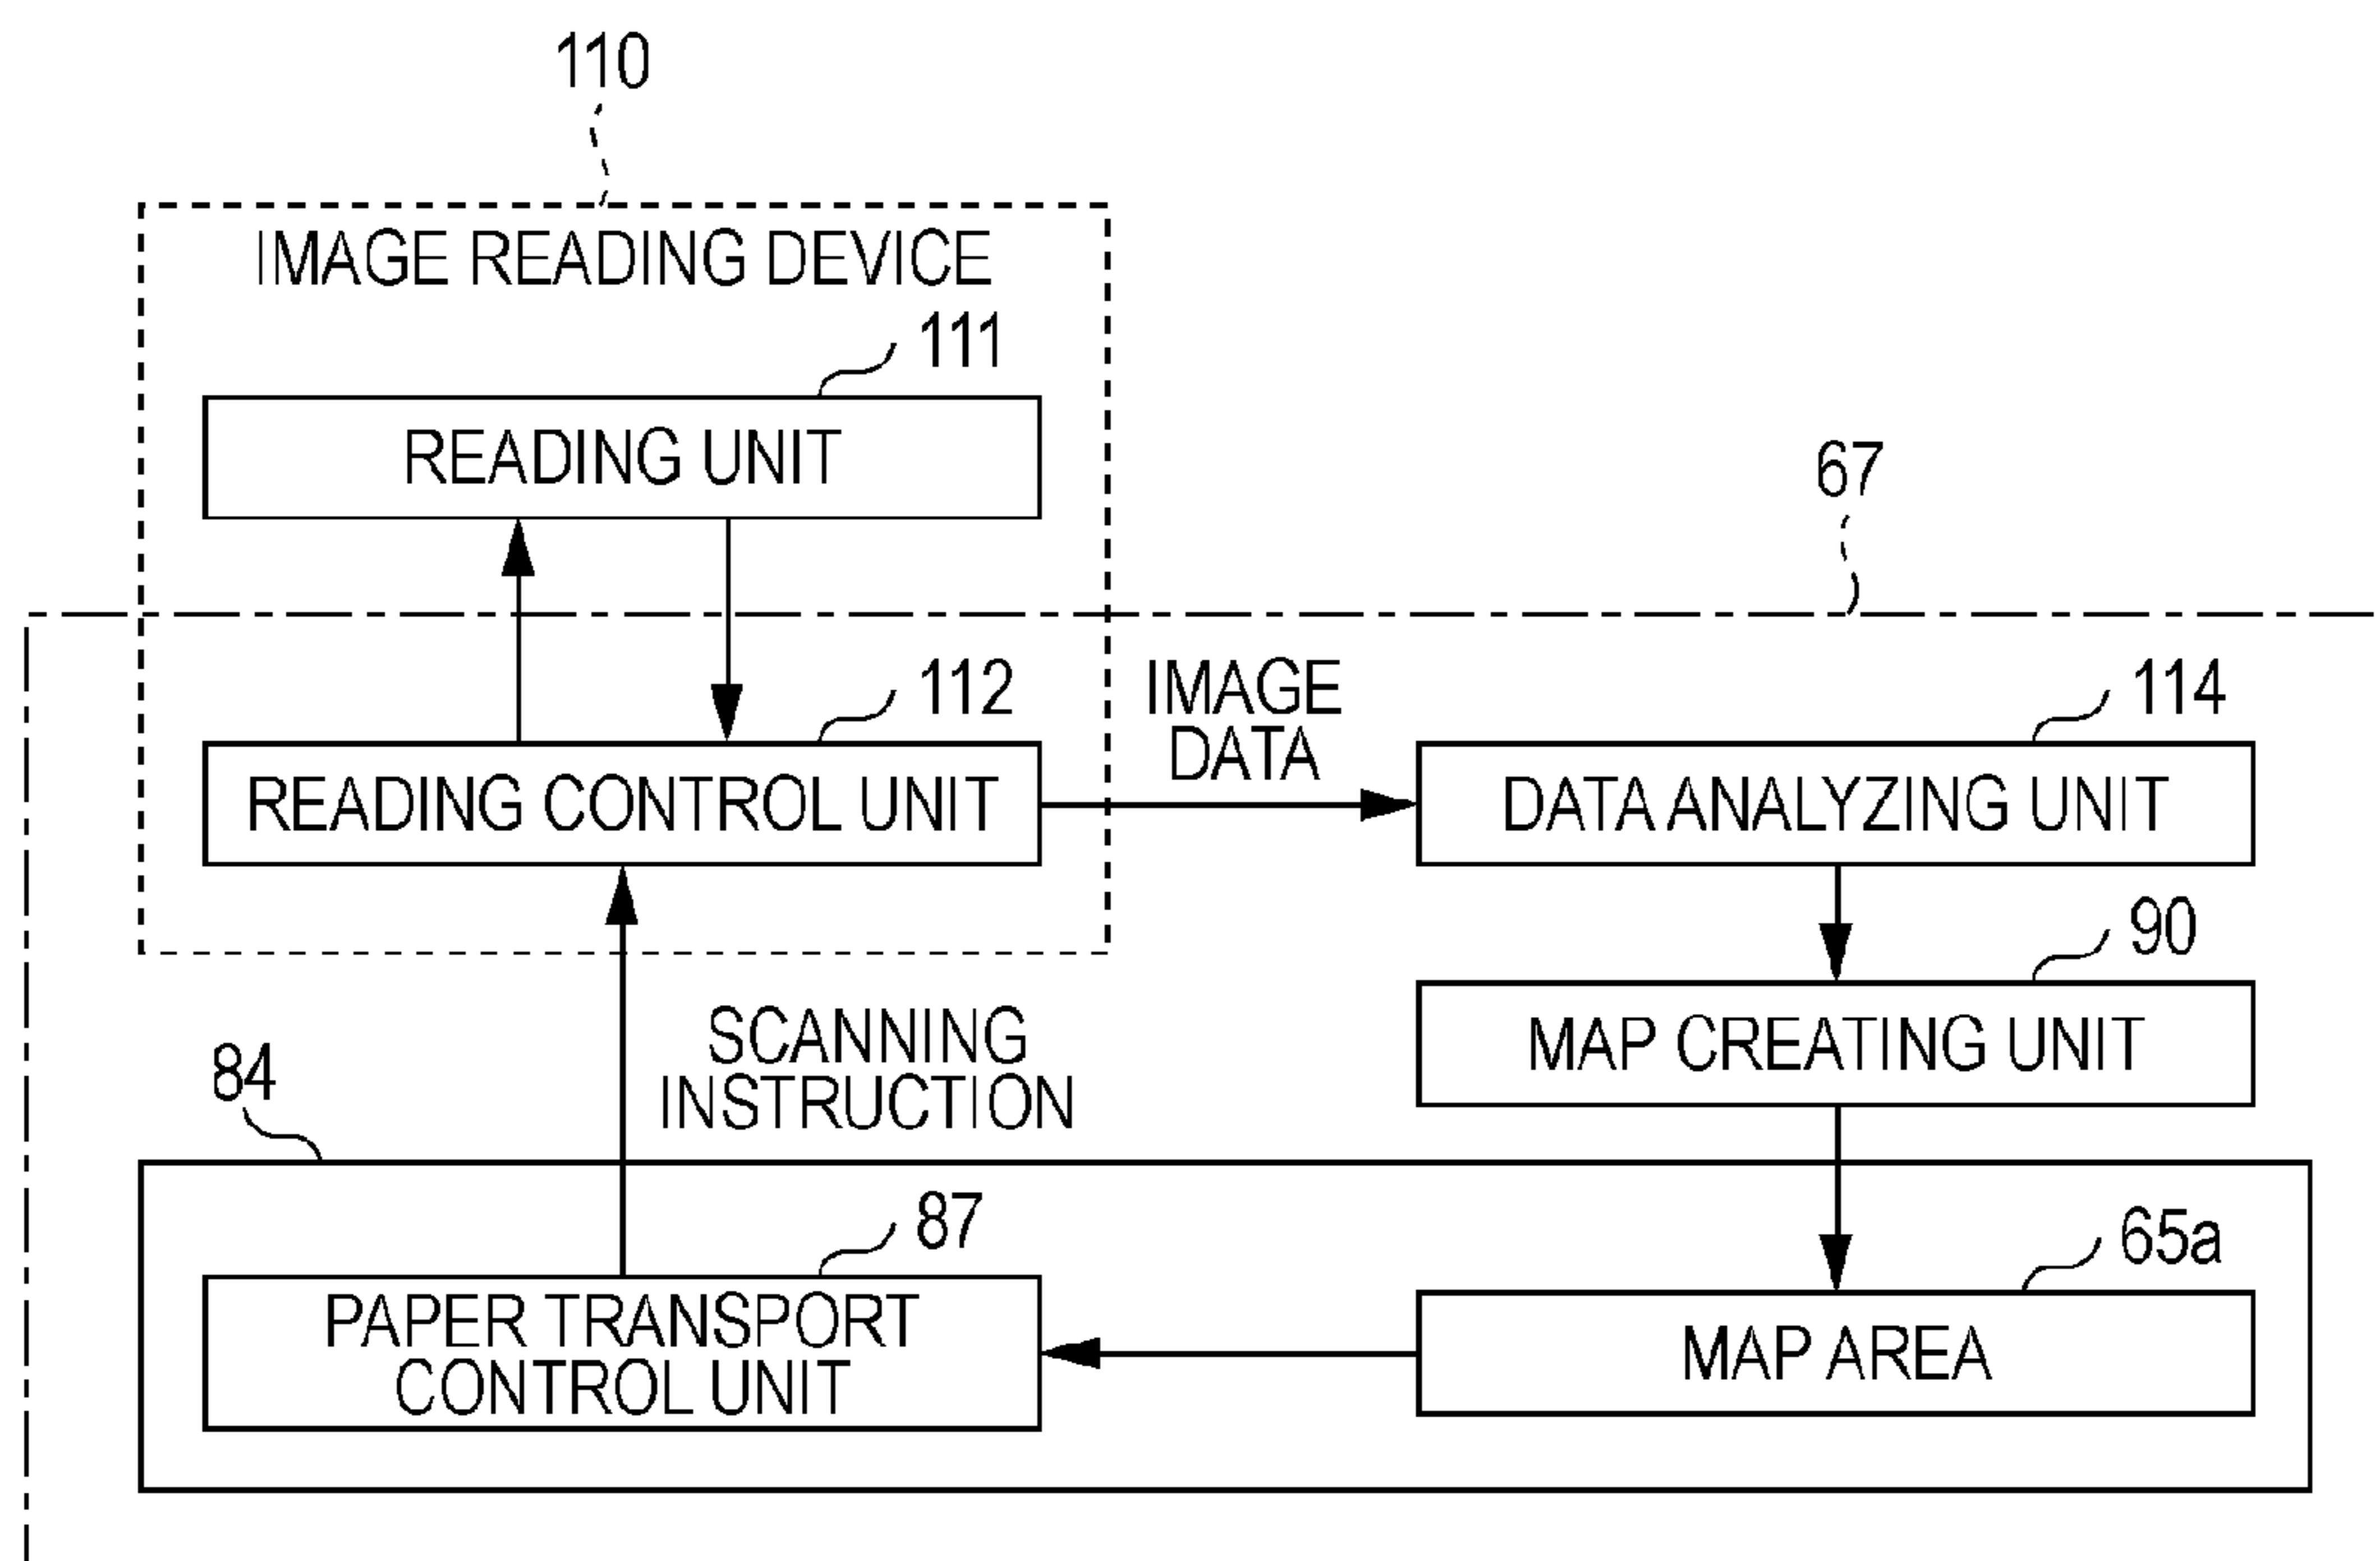 110
IMAGE READING DEVICE
111
READING UNIT
67
112
READING CONTROL UNIT
IMAGE
DATA
114
DATA ANALYZING UNIT
90
MAP CREATING UNIT
SCANNING
INSTRUCTION
84
87
PAPER TRANSPORT
CONTROL UNIT
65a
MAP AREA